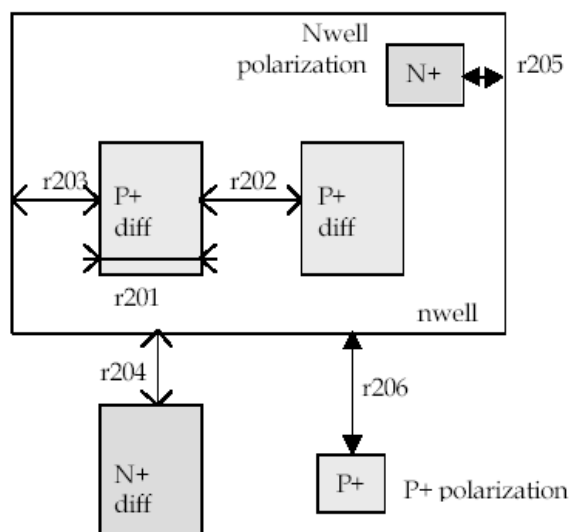 Nwell
polarization
N+
r205
r203
P+
diff
r202
P+
diff
r201
nwell
r204
r206
N+
diff
P+
P+ polarization